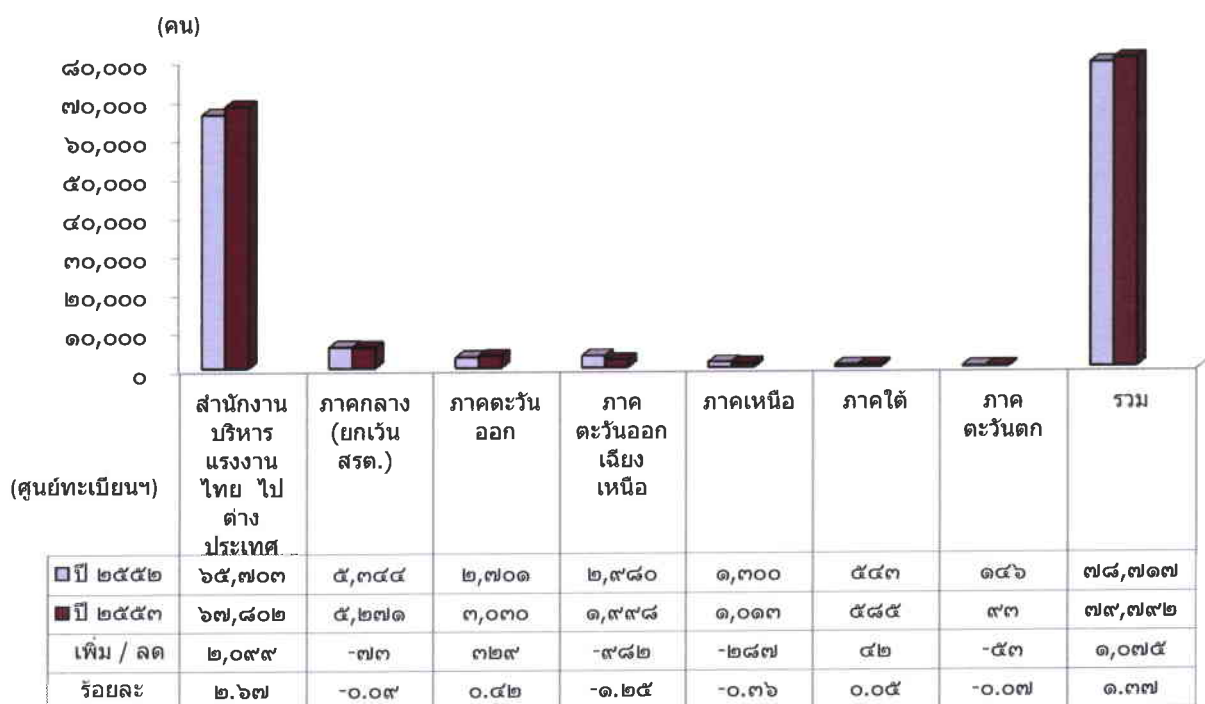 (คน)
๘๐,๐๐๐
๗๐,๐๐๐
๖๐,๐๐๐
๕๐,๐๐๐
๔๐,๐๐๐
๓๐,๐๐๐
๒๐,๐๐๐
๑๐,๐๐๐
๐
(ศูนย์ทะเบียนฯ)
สำนักงาน
บริหาร
แรงงาน
ไทย ไป
ต่าง
ประเทศ
ภาคกลาง
(ยกเว้น
สรต.)
ภาคตะวัน
ออก
ภาค
ตะวันออก
เฉียง
เหนือ
ภาคเหนือ
ภาคใต้
ภาค
ตะวันตก
รวม
ปี ๒๕๕๒ ๖๕,๗๐๓ ๕,๓๔๔ ๒,๗๐๑ ๒,๙๘๐ ๑,๓๐๐ ๕๔๓ ๑๔๖ ๗๘,๗๑๗
ปี ๒๕๕๓ ๖๗,๘๐๒ ๕,๒๗๑ ๓,๐๓๐ ๑,๙๙๘ ๑,๐๑๓ ๕๘๕ ๙๓ ๗๙,๗๙๒
เพิ่ม / ลด ๒,๐๙๙ -๗๓ ๓๒๙ -๙๘๒ -๒๘๗ ๔๒ -๕๓ ๑,๐๗๕
ร้อยละ ๒.๖๗ -๐.๐๙ ๐.๔๒ -๑.๒๕ -๐.๓๖ ๐.๐๕ -๐.๐๗ ๑.๓๗